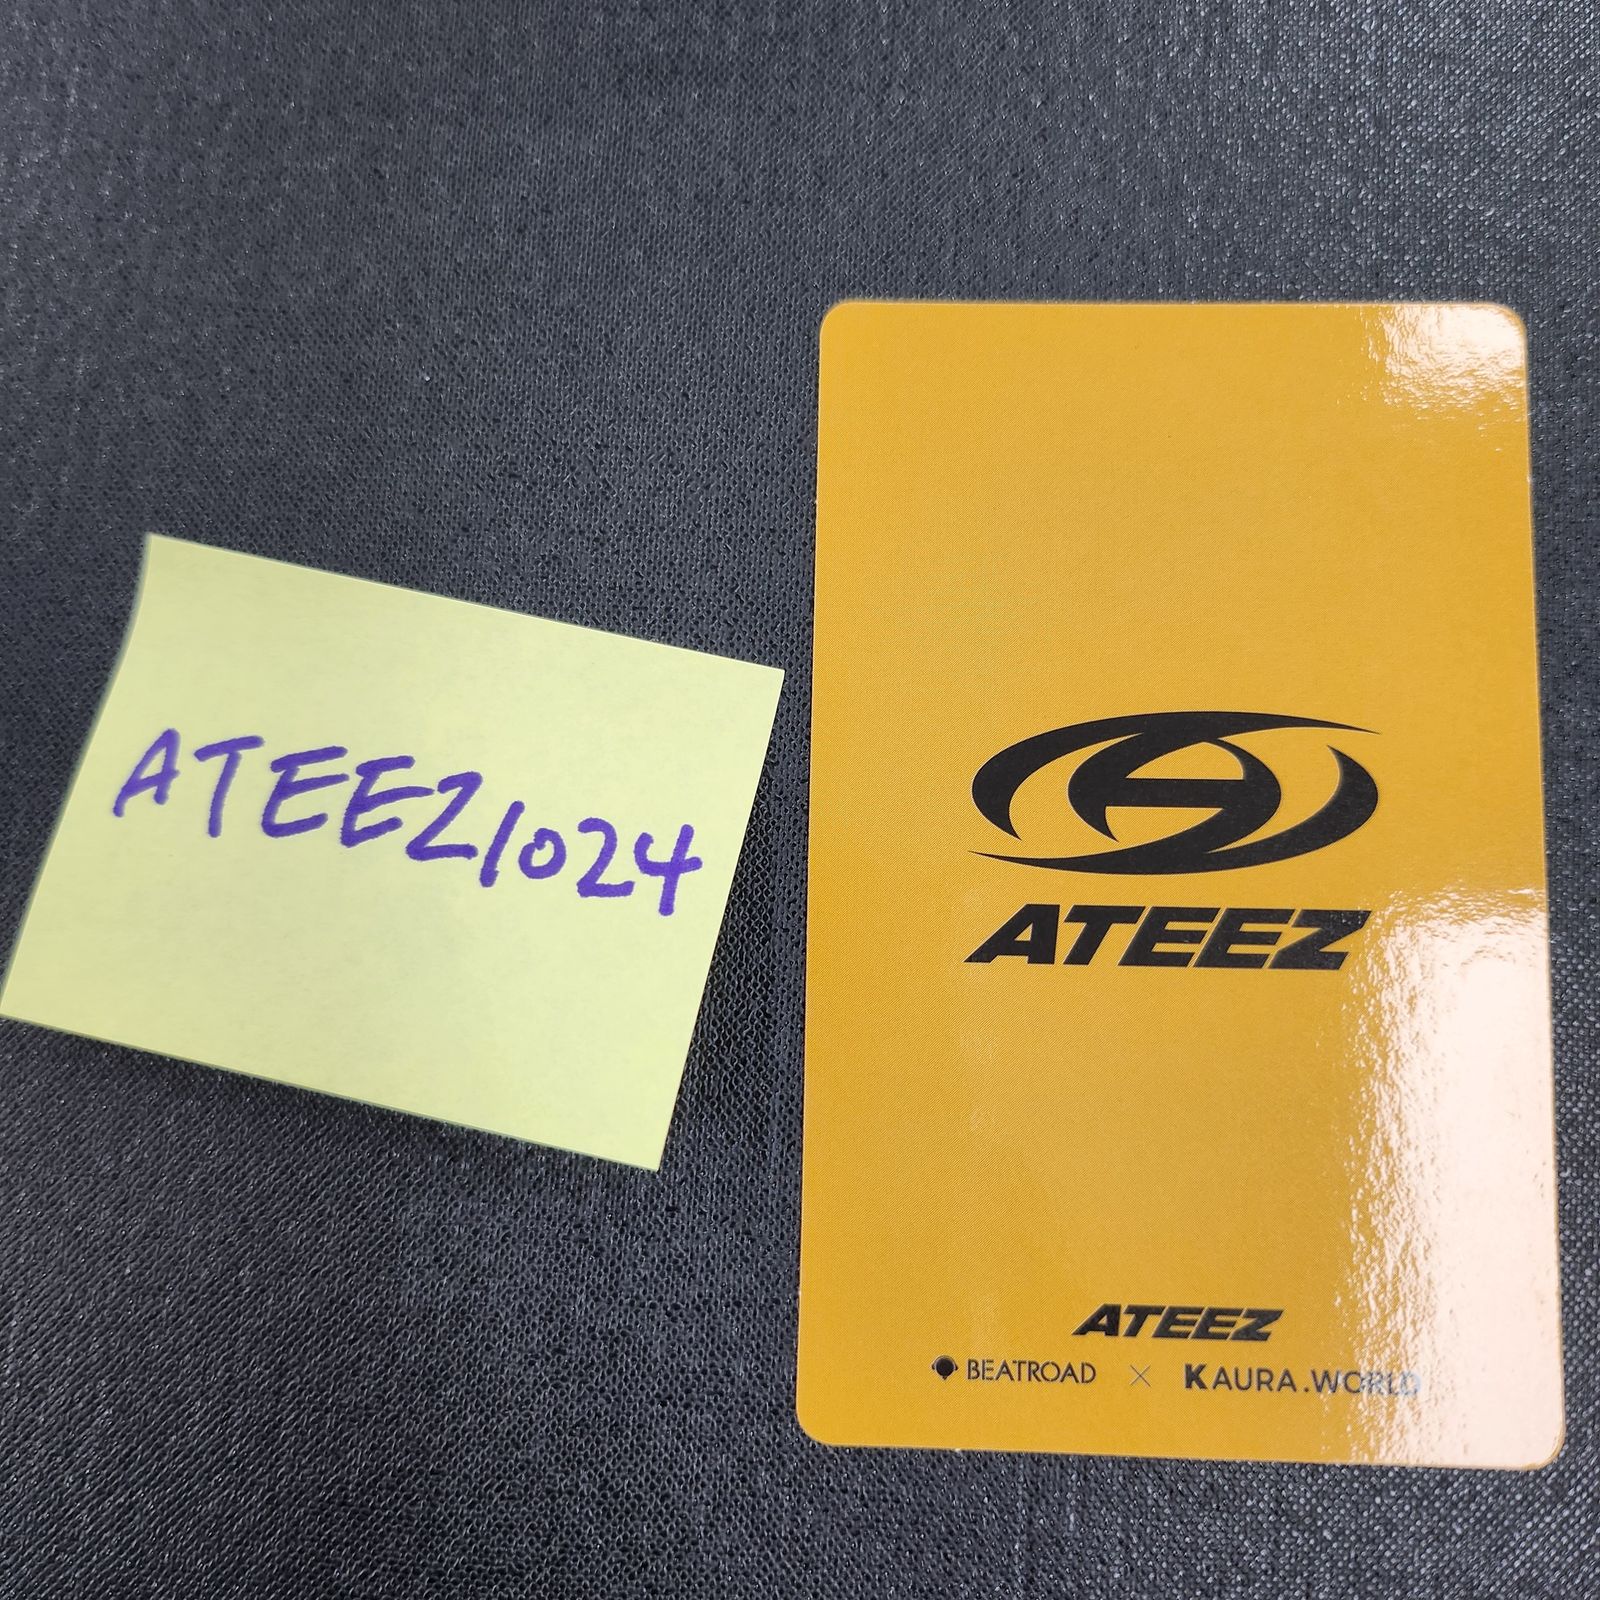 ATEEZ1024
ATEEZ
ATEEZ
BEATROAD × KAURA.WORLD